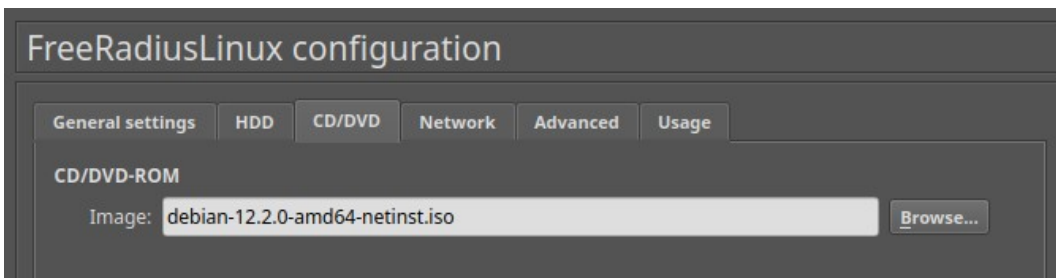 FreeRadiusLinux configuration
General settings HDD CD/DVD Network Advanced Usage
CD/DVD-ROM
Image: debian-12.2.0-amd64-netinst.iso Browse...